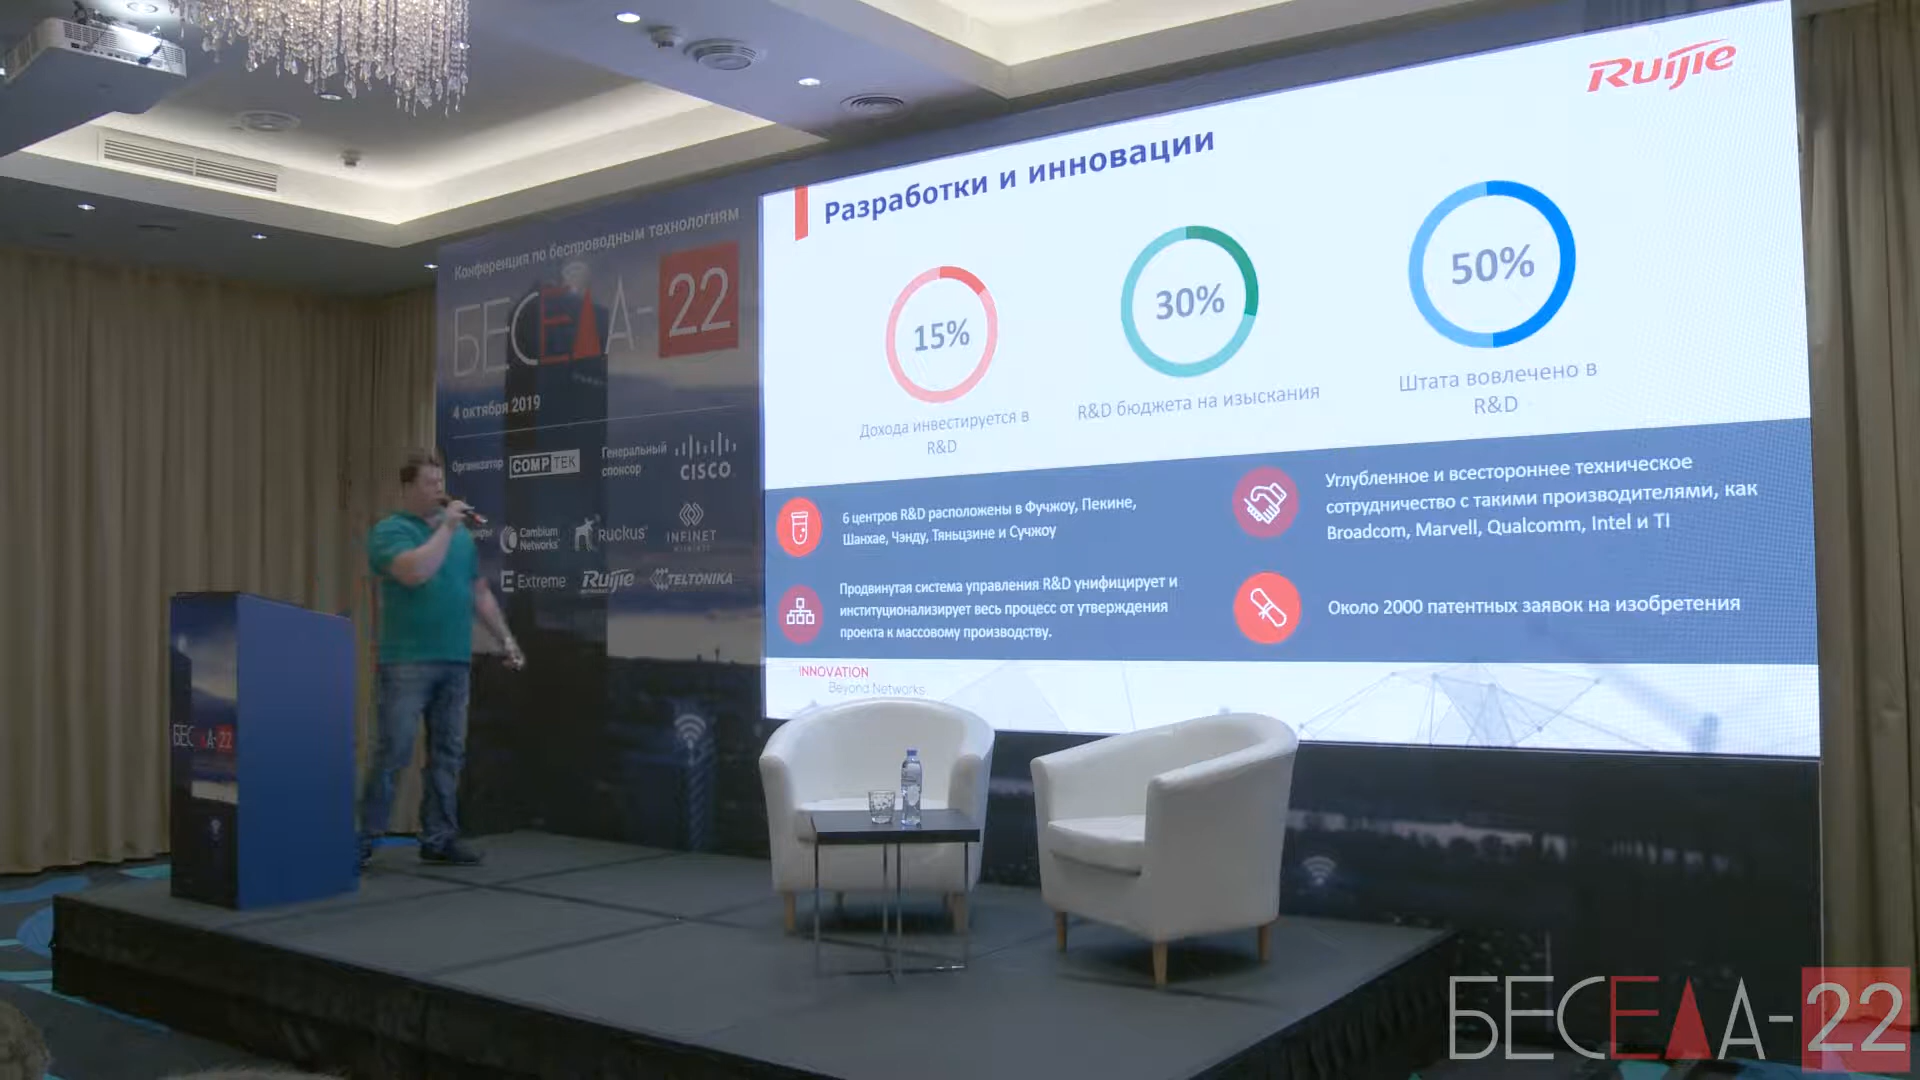 Конференция по беспроводным технологиям
БЕСЕДА-22
4 октября 2019
Организатор
COMPTEK
Генеральный
спонсор
CISCO
Cambium
Networks
Ruckus
INFINET
Extreme
Ruijie
TELTONIKA
БЕСЕДА-22
Ruijie
Разработки и инновации
15%
Дохода инвестируется в
R&D
30%
R&D бюджета на изыскания
50%
Штата вовлечено в
R&D
6 центров R&D расположены в Фучжоу, Пекине,
Шанхае, Чэнду, Тяньцзине и Сучжоу
Продвинутая система управления R&D унифицирует и
институционализирует весь процесс от утверждения
проекта к массовому производству.
Углубленное и всестороннее техническое
сотрудничество с такими производителями, как
Broadcom, Marvell, Qualcomm, Intel и TI
Около 2000 патентных заявок на изобретения
INNOVATION
Beyond Networks
БЕСЕДА-22